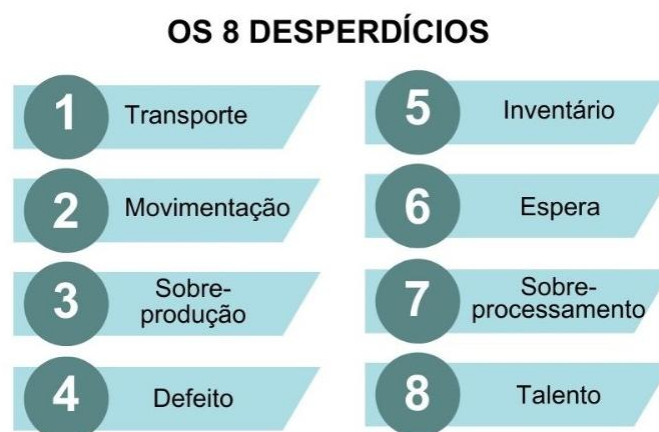 OS 8 DESPERDÍCIOS
1 Transporte
2 Movimentação
3 Sobre-
produção
4 Defeito
5 Inventário
6 Espera
7 Sobre-
processamento
8 Talento